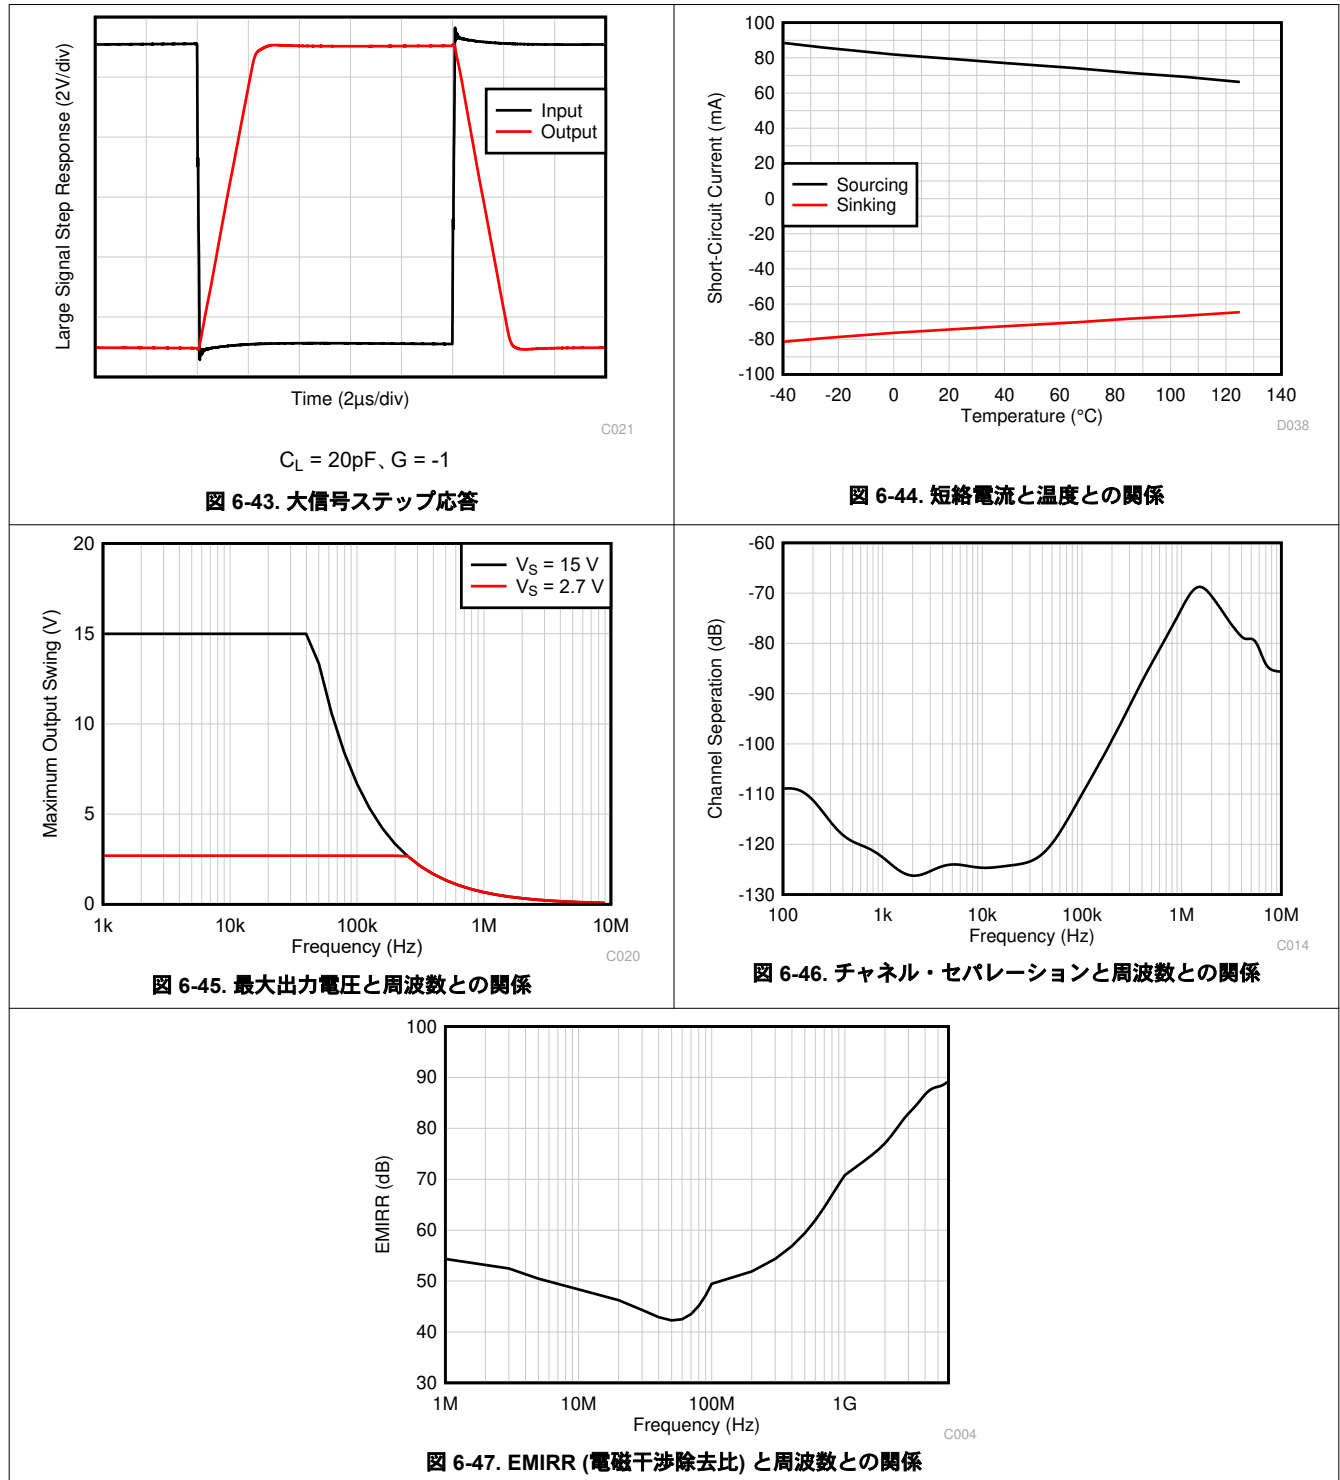 Large Signal Step Response (2V/div)
Input
Output
Time (2μs/div)
C021
C_L = 20pF、G = -1
図 6-43. 大信号ステップ応答
100
80
60
40
20
0
-20
-40
-60
-80
-100
Short-Circuit Current (mA)
Sourcing
Sinking
-40 -20 0 20 40 60 80 100 120 140
Temperature (°C)
D038
図 6-44. 短絡電流と温度との関係
20
15
10
5
0
Maximum Output Swing (V)
V_S = 15 V
V_S = 2.7 V
1k 10k 100k 1M 10M
Frequency (Hz)
C020
図 6-45. 最大出力電圧と周波数との関係
-60
-70
-80
-90
-100
-110
-120
-130
Channel Seperation (dB)
100 1k 10k 100k 1M 10M
Frequency (Hz)
C014
図 6-46. チャネル・セパレーションと周波数との関係
100
90
80
70
60
50
40
30
EMIRR (dB)
1M 10M 100M 1G
Frequency (Hz)
C004
図 6-47. EMIRR (電磁干渉除去比) と周波数との関係